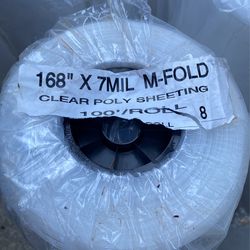 168" X 7MIL M-FOLD
CLEAR POLY SHEETING
100'/ROLL
8